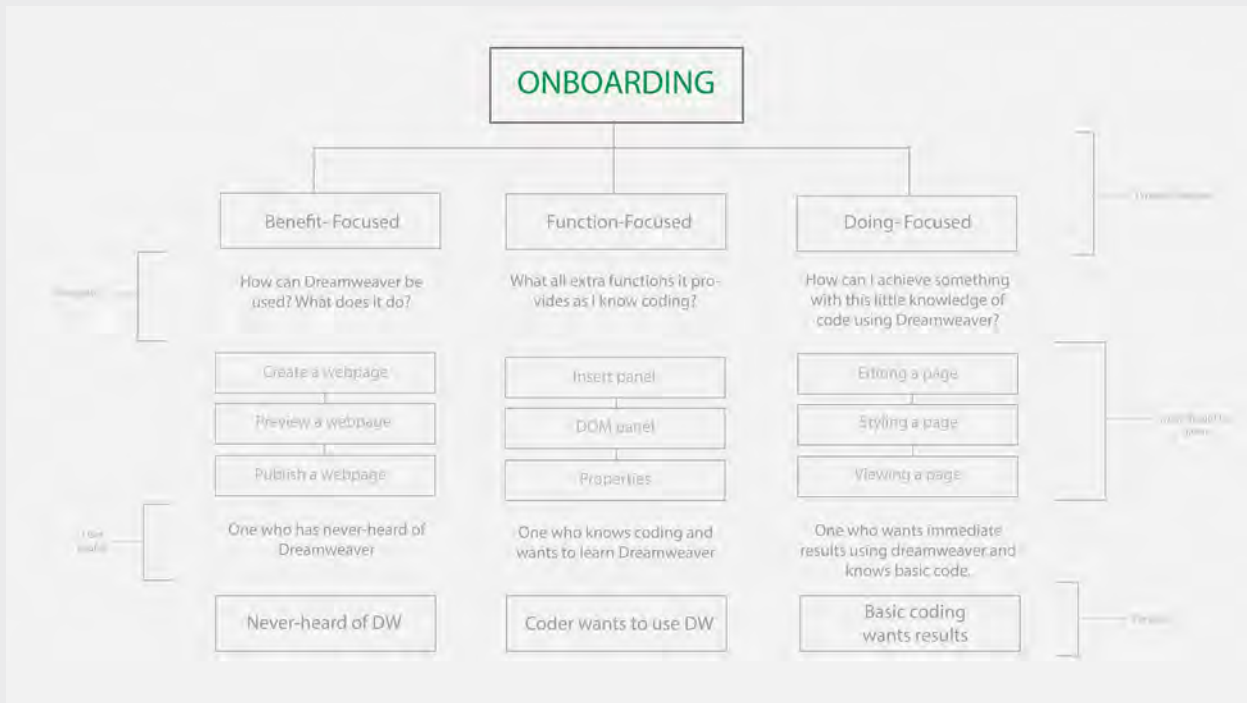 ONBOARDING
Benefit-Focused
Function-Focused
Doing-Focused
How can Dreamweaver be
used? What does it do?
What all extra functions it pro-
vides as I know coding?
How can I achieve something
with this little knowledge of
code using Dreamweaver?
Create a webpage
Preview a webpage
Publish a webpage
Insert panel
DOM panel
Properties
Editing a page
Styling a page
Viewing a page
One who has never-heard of
Dreamweaver
One who knows coding and
wants to learn Dreamweaver
One who wants immediate
results using dreamweaver and
knows basic code.
Never-heard of DW
Coder wants to use DW
Basic coding
wants results